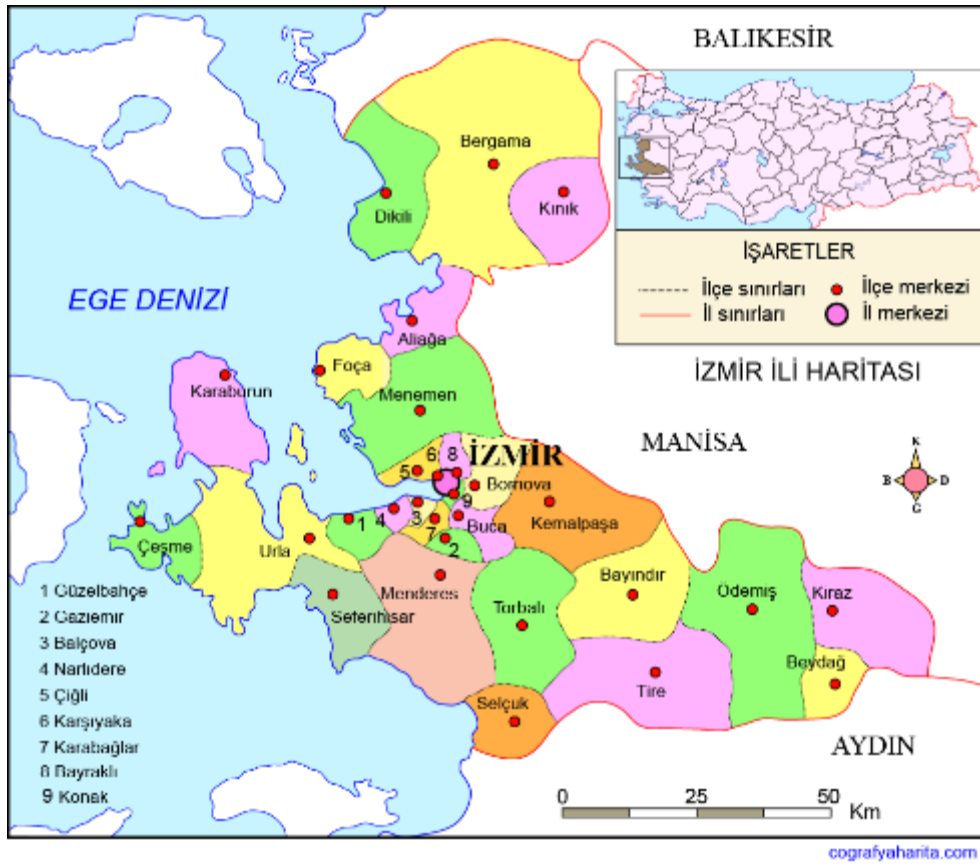 BALIKESİR
Bergama
Dikili
Kınık
İŞARETLER
İlçe sınırları
İlçe merkezi
İl sınırları
İl merkezi
EGE DENİZİ
Aliağa
Foça
İZMİR İLİ HARİTASI
Karaburun
Menemen
MANİSA
K
B
D
G
6
8
İZMİR
5
Bornova
9
4
3
1
7
Buca
2
Kemalpaşa
Çeşme
Urla
Bayındır
Ödemiş
Kiraz
Menderes
Seferihisar
Torbalı
Beydağ
Tire
Selçuk
1 Güzelbahçe
2 Gaziemir
3 Balçova
4 Narlıdere
5 Çiğli
6 Karşıyaka
7 Karabağlar
8 Bayraklı
9 Konak
AYDIN
0 25 50 Km
cografyaharita.com